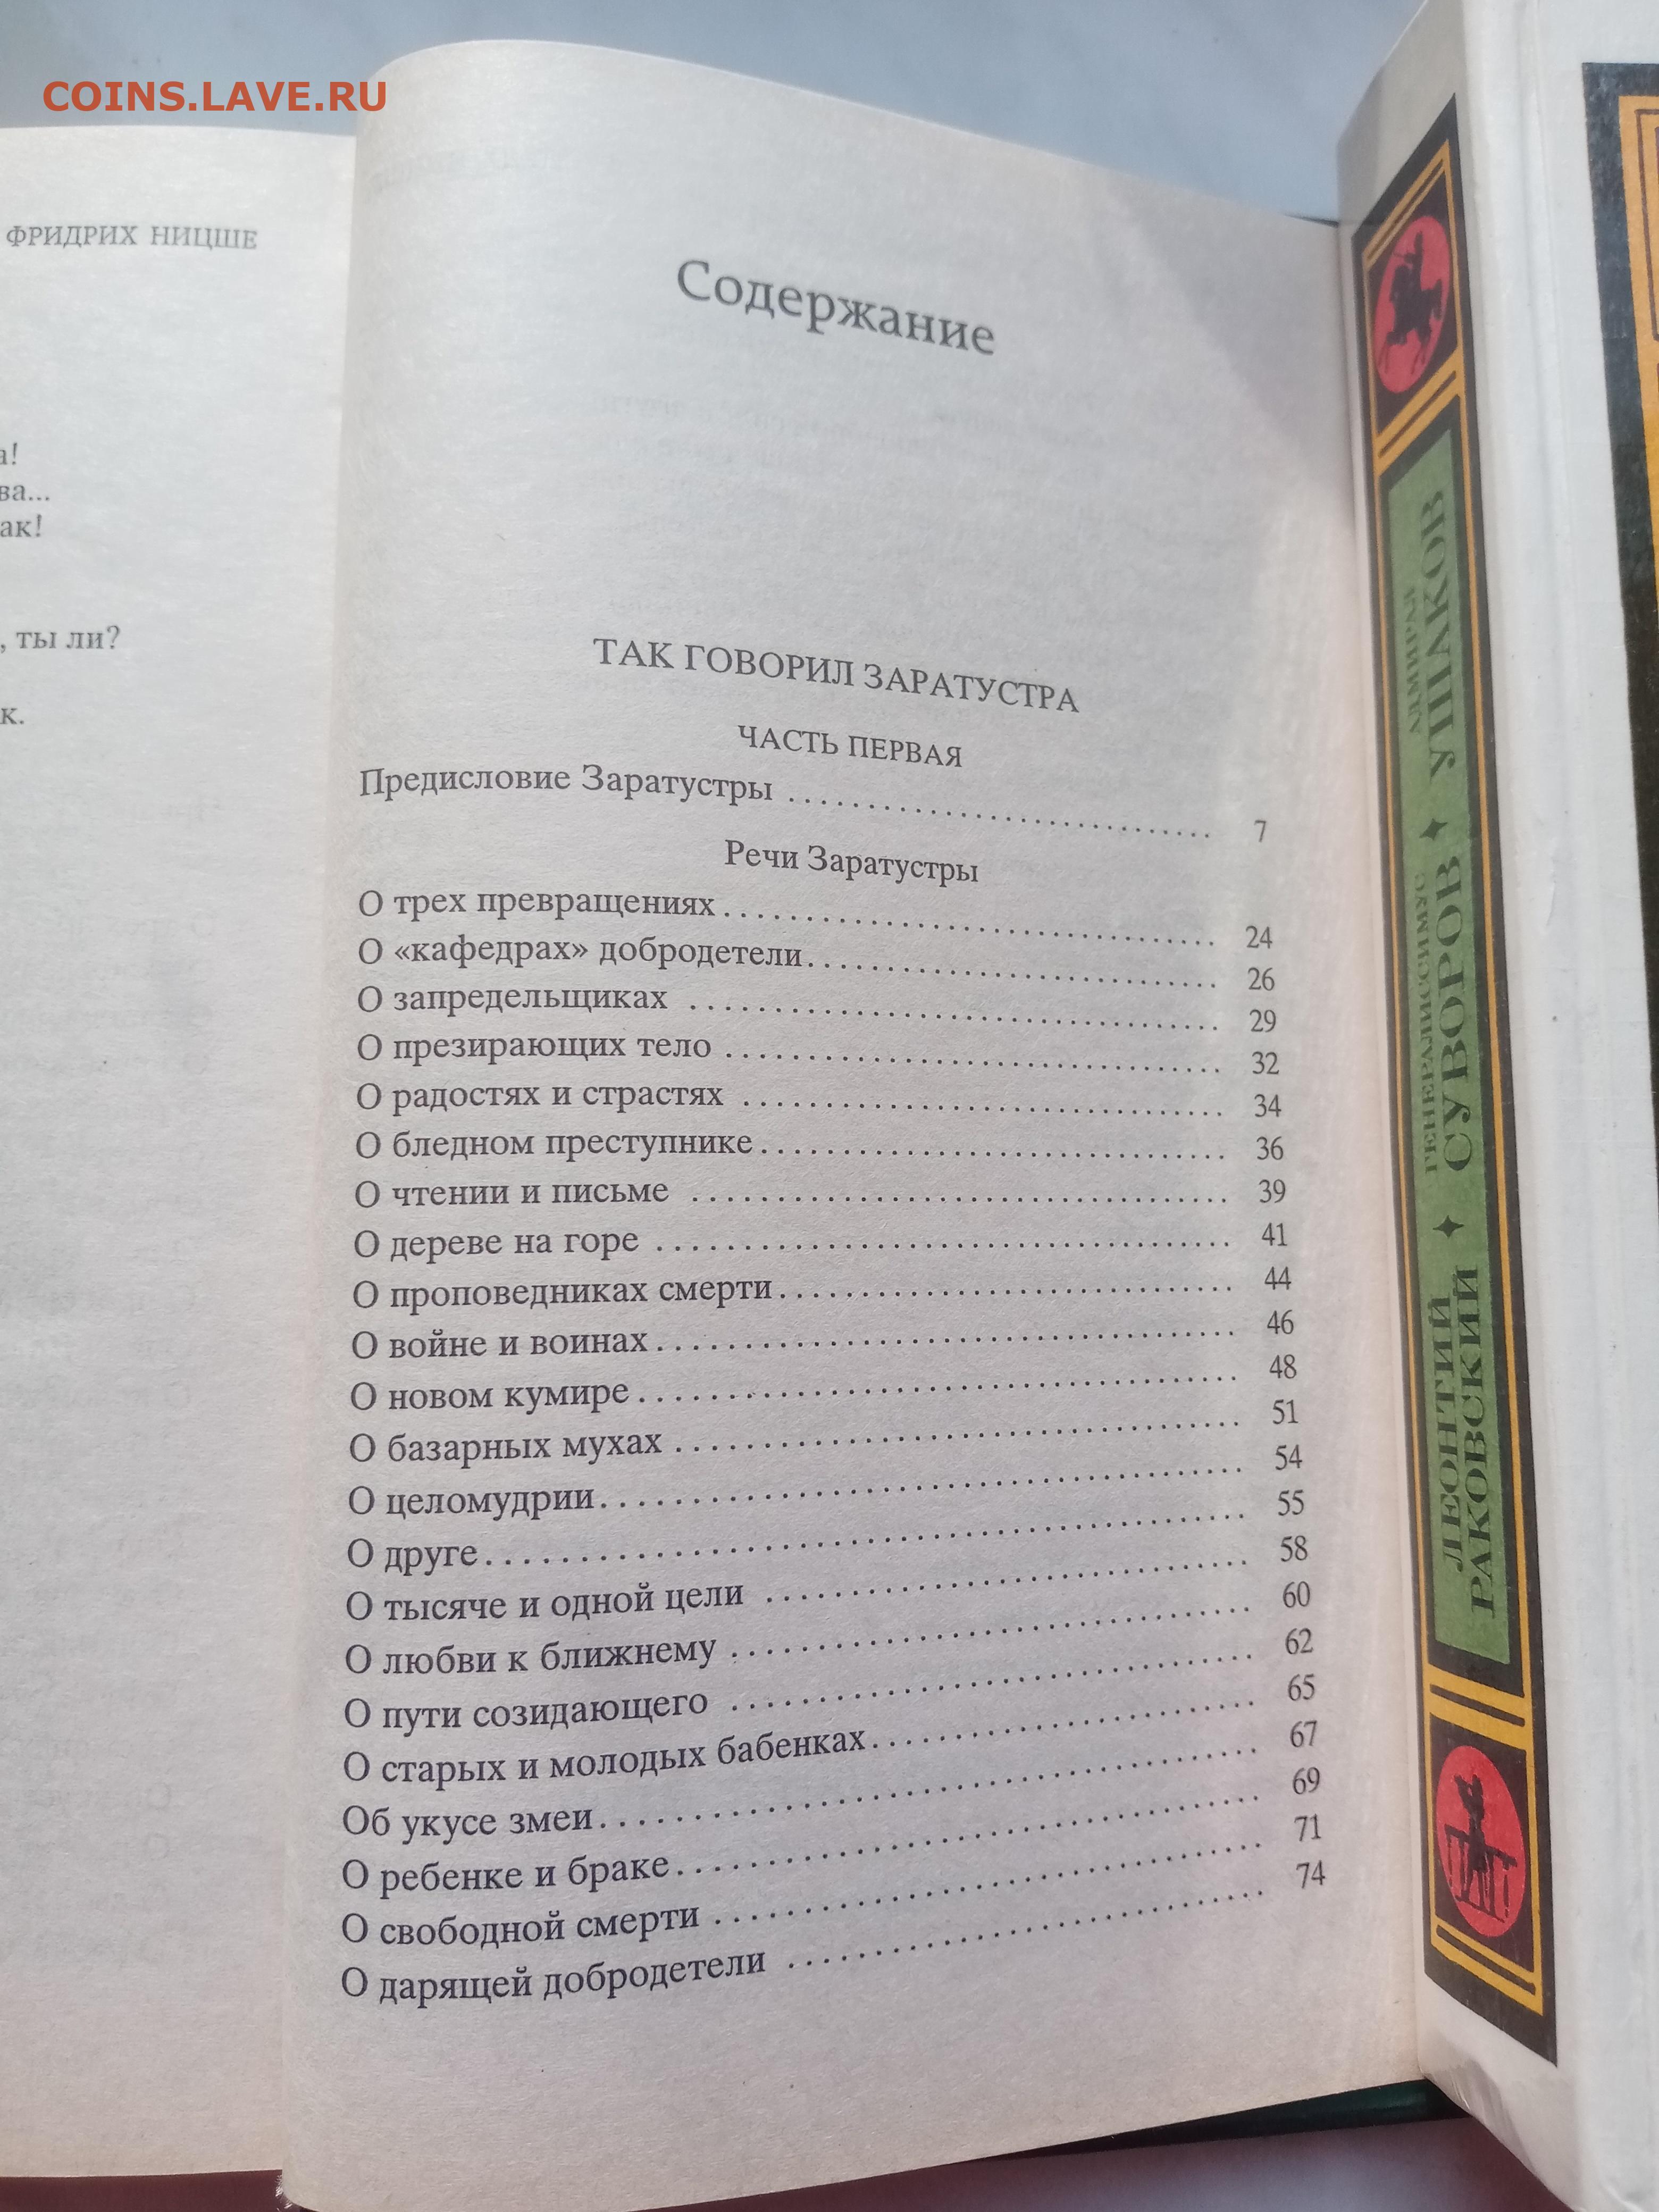 COINS.LAVE.RU
ФРИДРИХ НИЦШЕ
а!
ва...
ак!
, ты ли?
к.
Содержание
ТАК ГОВОРИЛ ЗАРАТУСТРА
ЧАСТЬ ПЕРВАЯ
Предисловие Заратустры 7
Речи Заратустры
О трех превращениях 24
О «кафедрах» добродетели 26
О запредельщиках 29
О презирающих тело 32
О радостях и страстях 34
О бледном преступнике 36
О чтении и письме 39
О дереве на горе 41
О проповедниках смерти 44
О войне и воинах 46
О новом кумире 48
О базарных мухах 51
О целомудрии 54
О друге 55
О тысяче и одной цели 58
О любви к ближнему 60
О пути созидающего 62
О старых и молодых бабенках 65
Об укусе змеи 67
О ребенке и браке 69
О свободной смерти 71
О дарящей добродетели 74
ЛЕОНТИЙ
РАКОВСКИЙ
ГЕНЕРАЛИССИМУС
СУВОРОВ
АДМИРАЛ
УШАКОВ